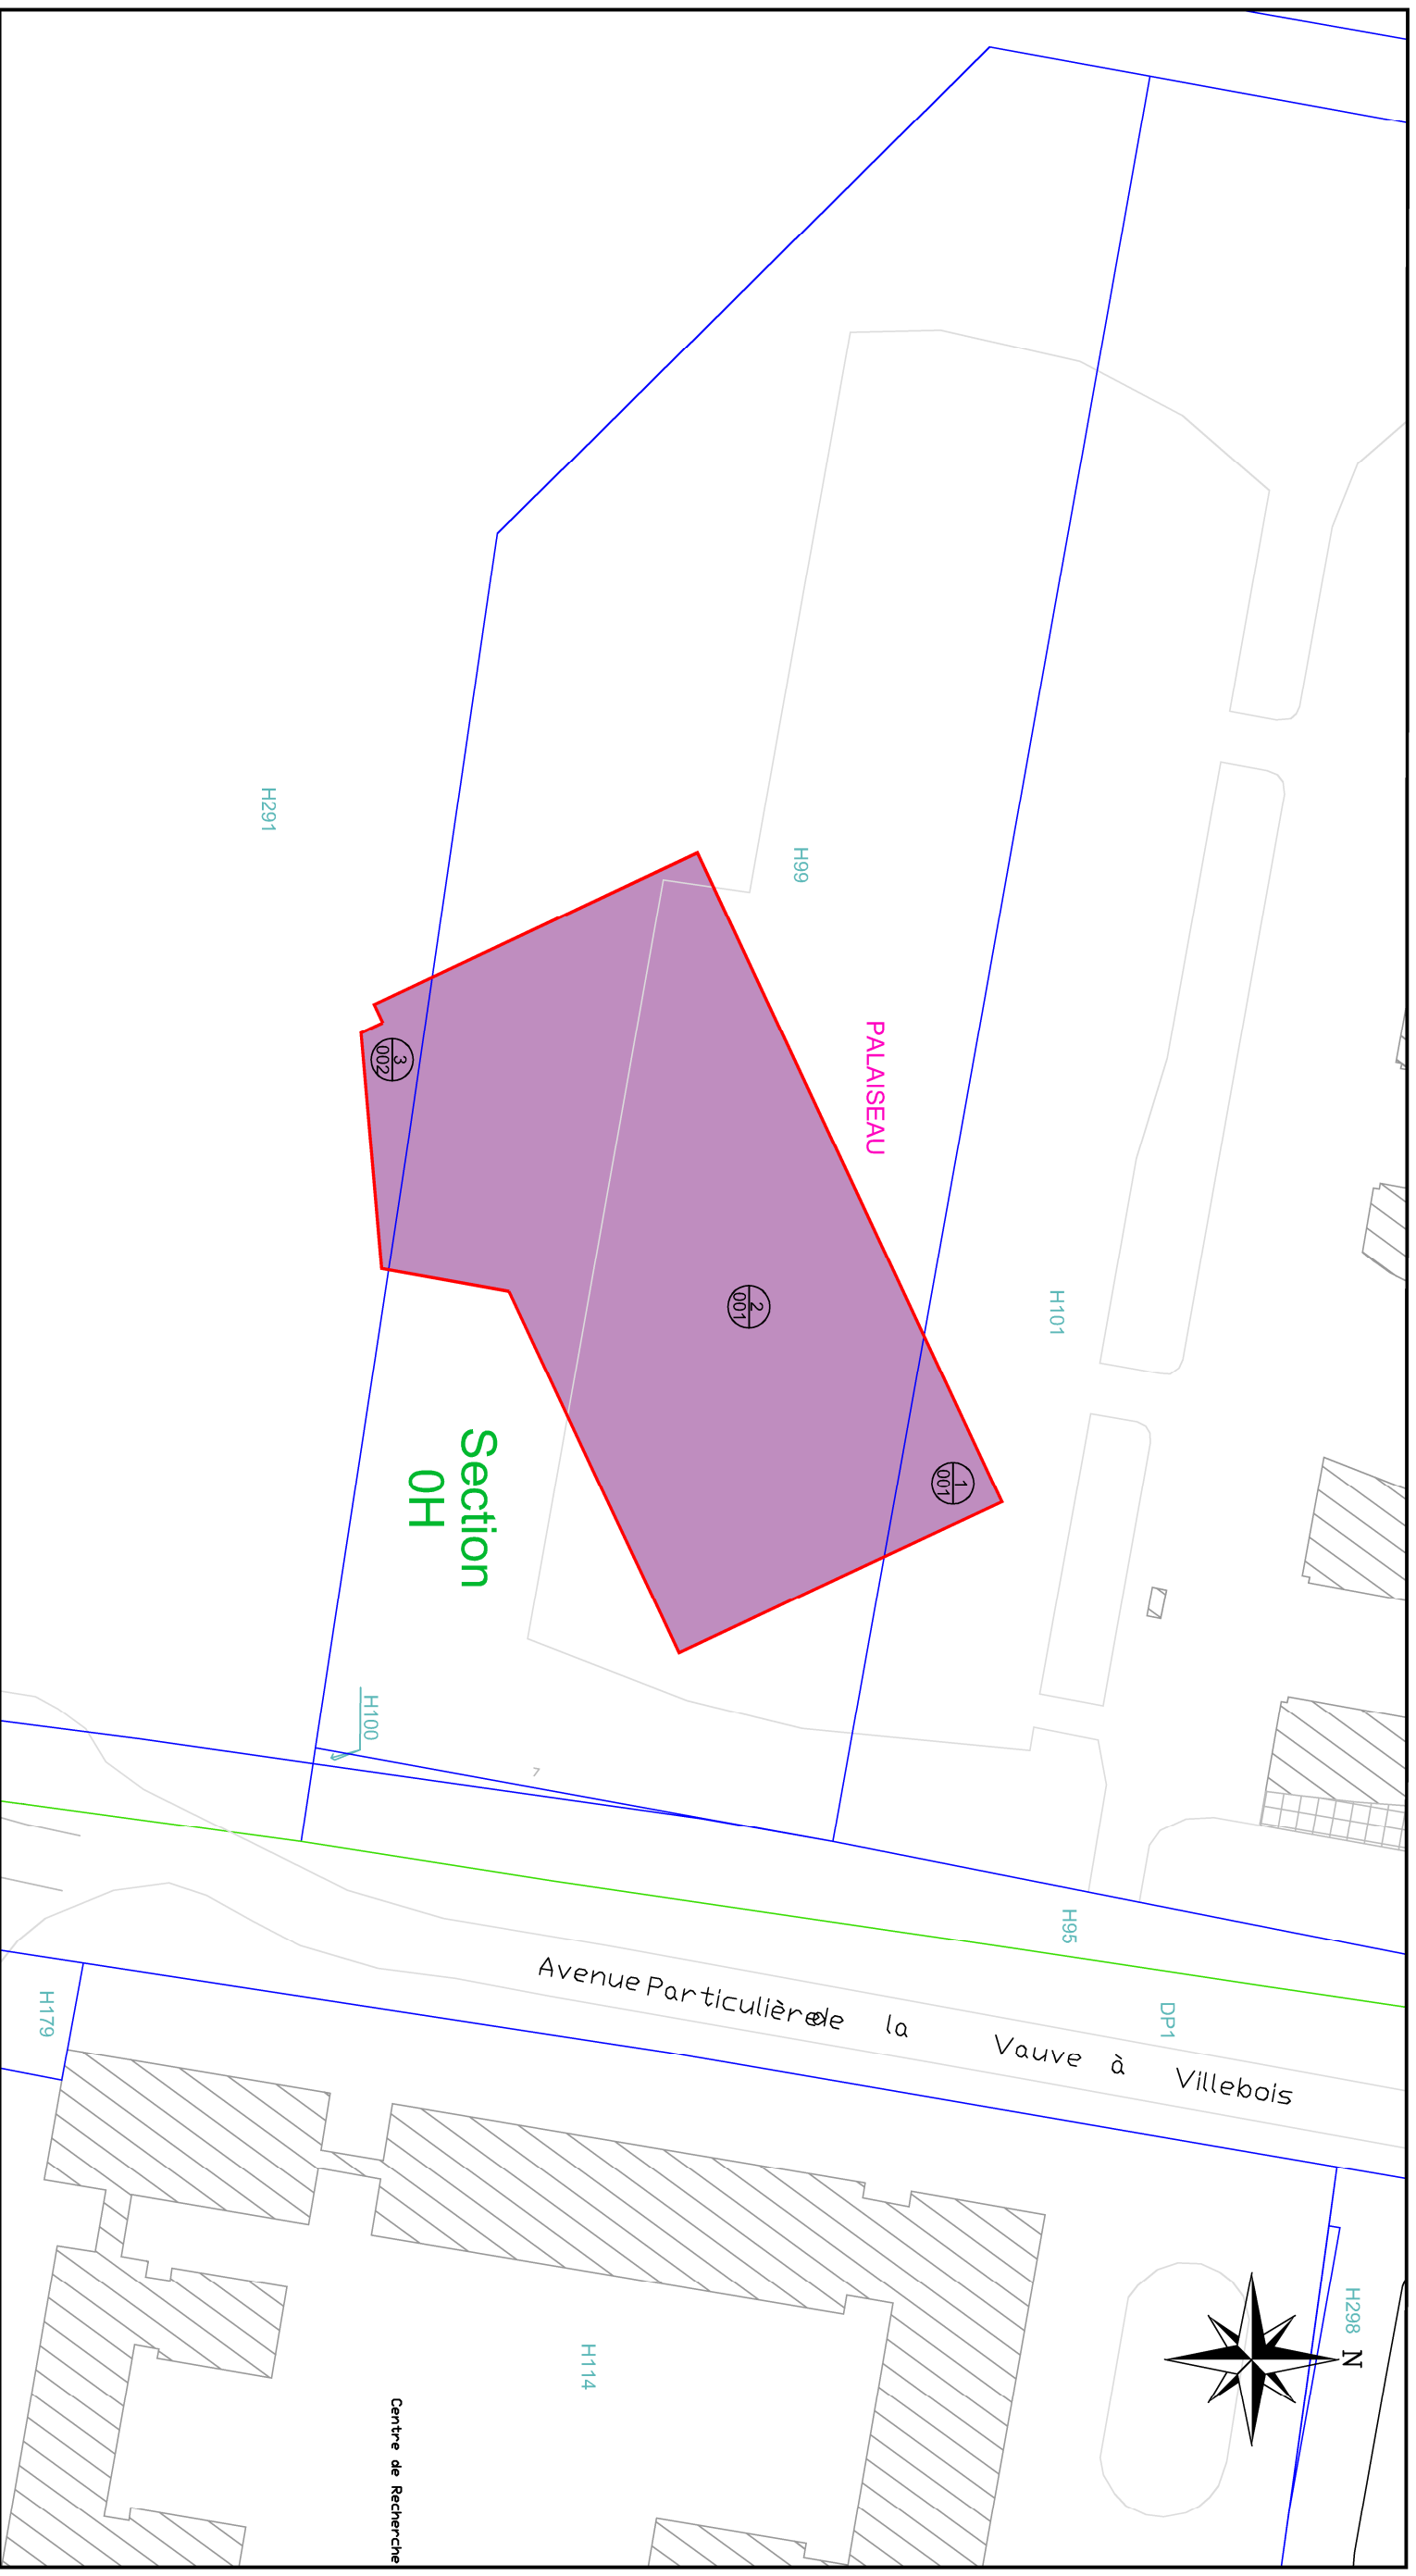 H291
H99
PALAISEAU
H101
3
002
2
001
1
001
Section
0H
H100
7
H95
DP1
Avenue Particulière de la Vauve à Villebois
H179
H298
N
H114
Centre de Recherche